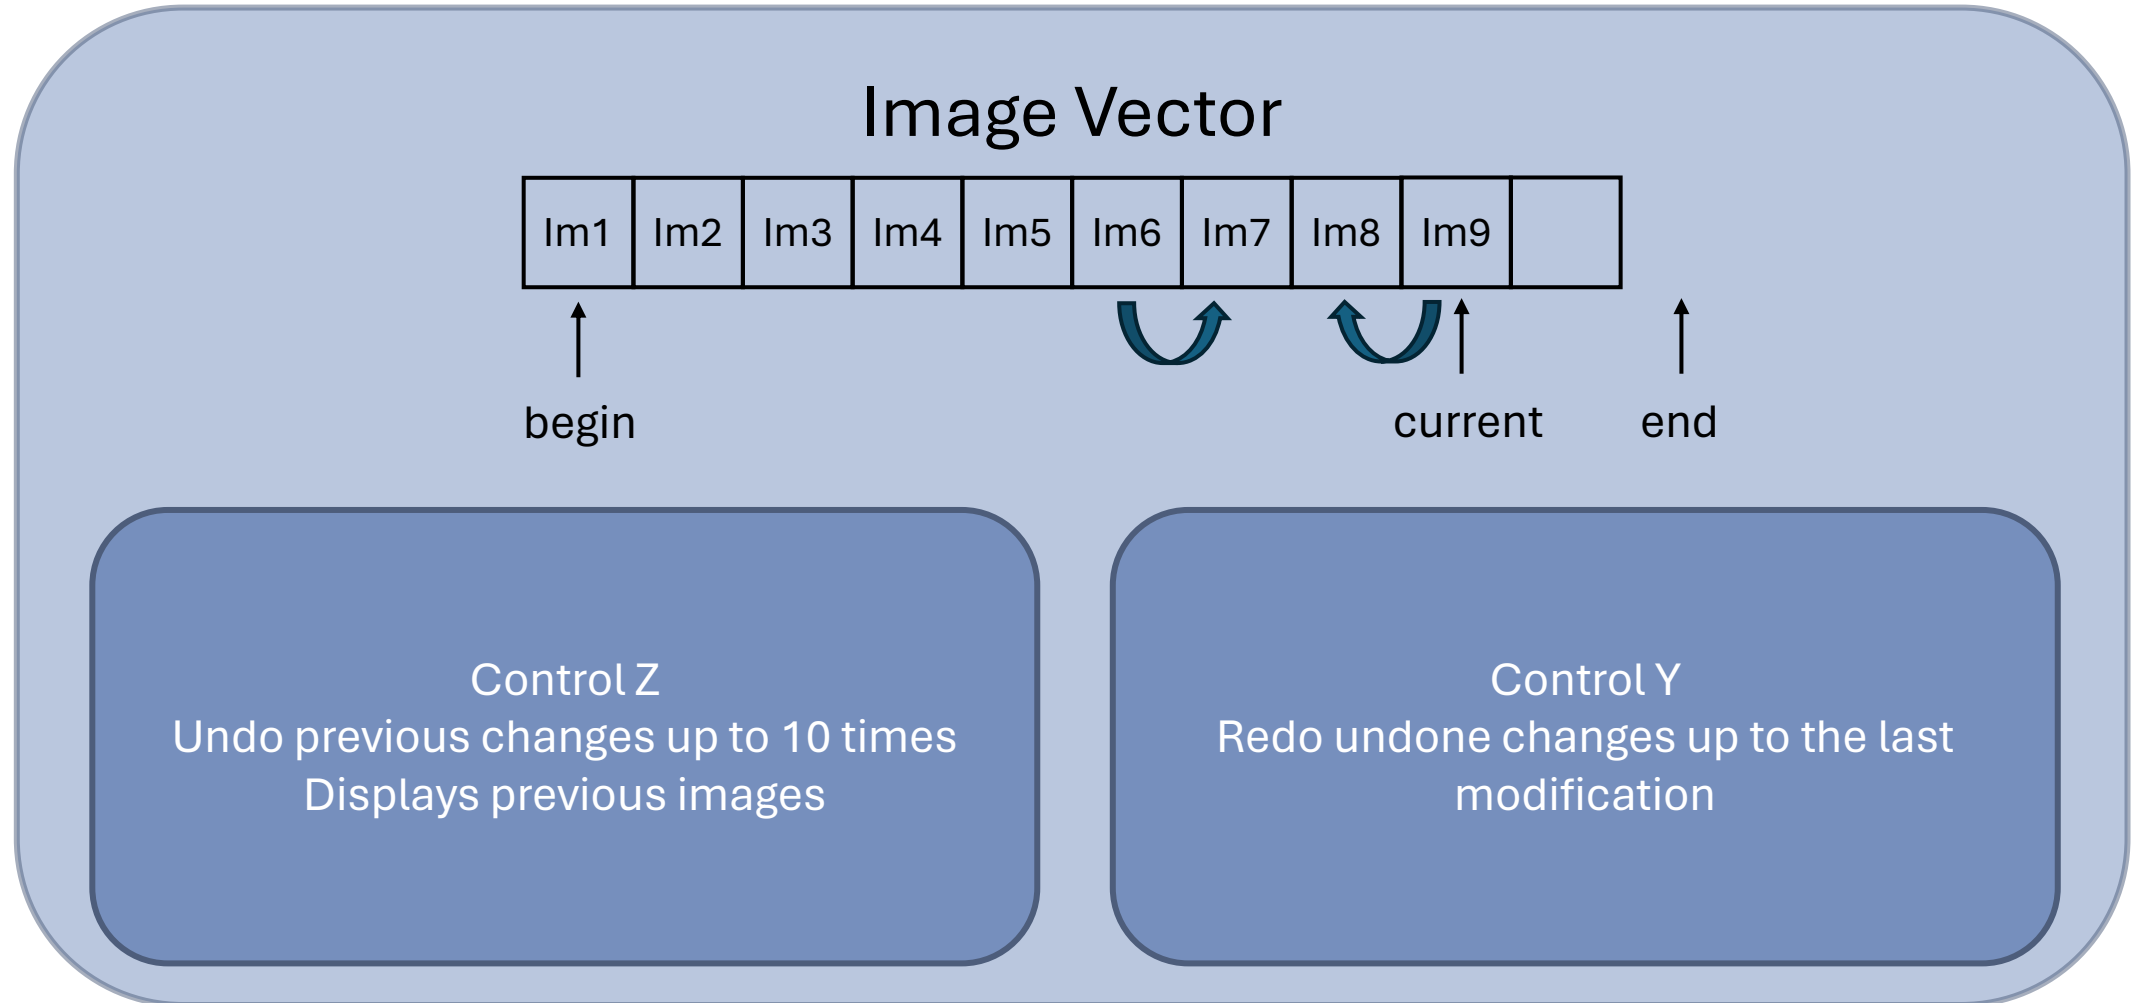 Image Vector
Im1 Im2 Im3 Im4 Im5 Im6 Im7 Im8 Im9
begin current end
Control Z
Undo previous changes up to 10 times
Displays previous images
Control Y
Redo undone changes up to the last
modification